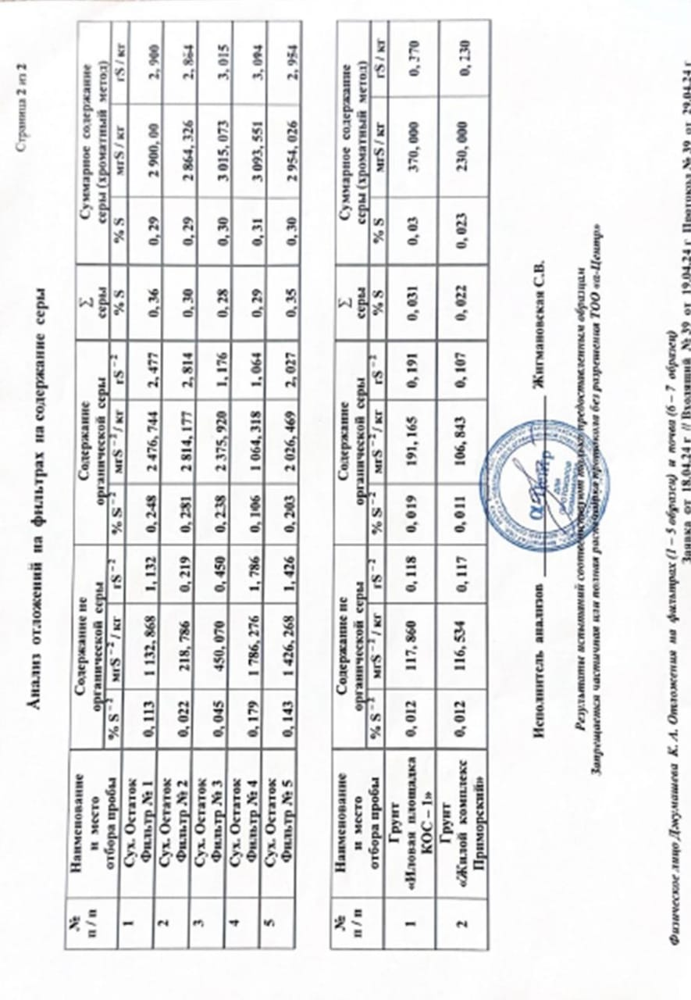 Страница 2 из 2
Анализ отложений на фильтрах на содержание серы
№ п / п | Наименование и место отбора пробы | Содержание не органической серы | Содержание органической серы | ∑ серы | Суммарное содержание серы (хроматный метод)
% S⁻² | мгS⁻² / кг | гS⁻² | % S⁻² | мгS⁻² / кг | гS⁻² | % S | % S | мгS / кг | гS / кг
1 | Сух. Остаток Фильтр № 1 | 0, 113 | 1 132, 868 | 1, 132 | 0, 248 | 2 476, 744 | 2, 477 | 0, 36 | 0, 29 | 2 900, 00 | 2, 900
2 | Сух. Остаток Фильтр № 2 | 0, 022 | 218, 786 | 0, 219 | 0, 281 | 2 814, 177 | 2, 814 | 0, 30 | 0, 29 | 2 864, 326 | 2, 864
3 | Сух. Остаток Фильтр № 3 | 0, 045 | 450, 070 | 0, 450 | 0, 238 | 2 375, 920 | 1, 176 | 0, 28 | 0, 30 | 3 015, 073 | 3, 015
4 | Сух. Остаток Фильтр № 4 | 0, 179 | 1 786, 276 | 1, 786 | 0, 106 | 1 064, 318 | 1, 064 | 0, 29 | 0, 31 | 3 093, 551 | 3, 094
5 | Сух. Остаток Фильтр № 5 | 0, 143 | 1 426, 268 | 1, 426 | 0, 203 | 2 026, 469 | 2, 027 | 0, 35 | 0, 30 | 2 954, 026 | 2, 954
№ п / п | Наименование и место отбора пробы | Содержание не органической серы | Содержание органической серы | ∑ серы | Суммарное содержание серы (хроматный метод)
% S⁻² | мгS⁻² / кг | гS⁻² | % S⁻² | мгS⁻² / кг | гS⁻² | % S | % S | мгS / кг | гS / кг
1 | Грунт «Иловая площадка КОС – 1» | 0, 012 | 117, 860 | 0, 118 | 0, 019 | 191, 165 | 0, 191 | 0, 031 | 0, 03 | 370, 000 | 0, 370
2 | Грунт «Жилой комплекс Приморский» | 0, 012 | 116, 534 | 0, 117 | 0, 011 | 106, 843 | 0, 107 | 0, 022 | 0, 023 | 230, 000 | 0, 230
Исполнитель анализов Жигмановская С.В.
α-Центр
для протоколов
Результаты испытаний соответствуют только предоставленным образцам
Запрещается частичная или полная распечатка протокола без разрешения ТОО «α-Центр»
Физическое лицо Джумашева К. А. Отложения на фильтрах (1 – 5 образец) и почва (6 – 7 образец)
Заявка от 18.04.24 г // Входящий № 39 от 19.04.24 г Протокол № 39 от 29.04.24 г